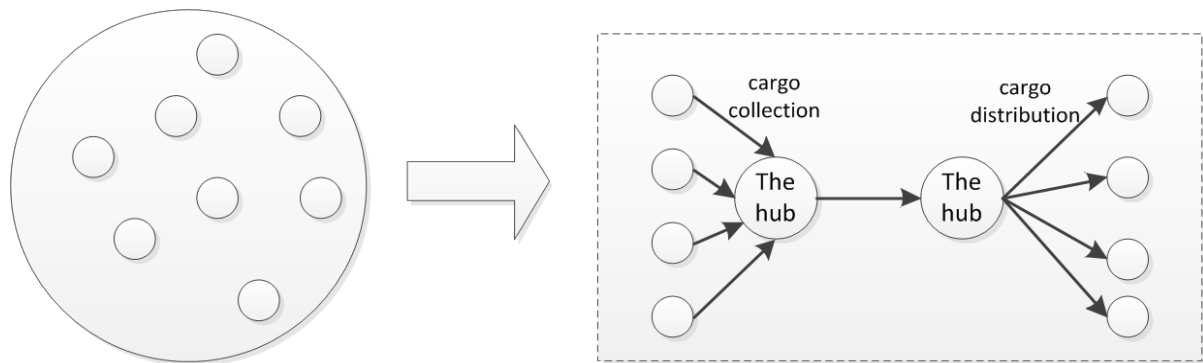 cargo
collection
cargo
distribution
The
hub
The
hub